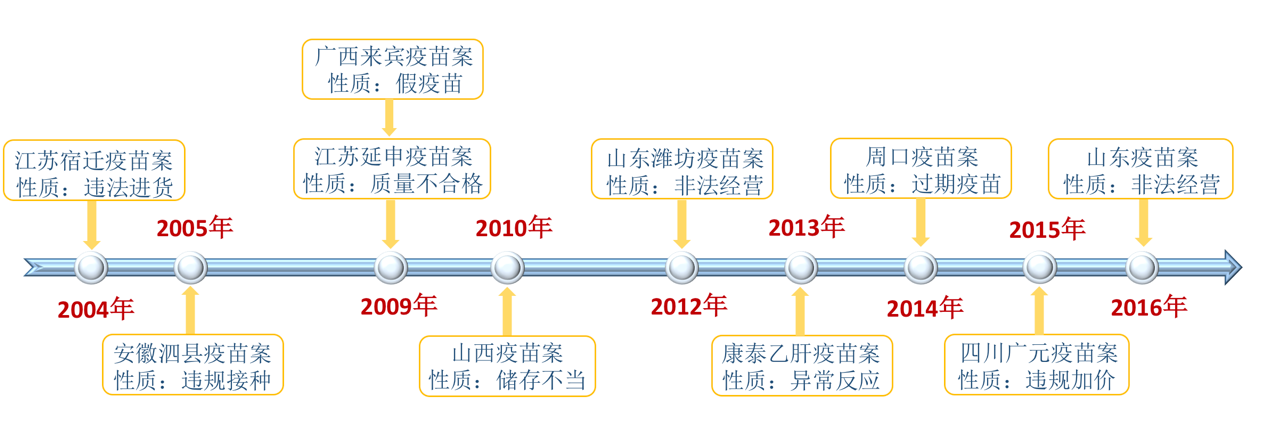 广西来宾疫苗案
性质：假疫苗
江苏宿迁疫苗案
性质：违法进货
江苏延申疫苗案
性质：质量不合格
山东潍坊疫苗案
性质：非法经营
周口疫苗案
性质：过期疫苗
山东疫苗案
性质：非法经营
2005年
2010年
2013年
2015年
2004年
2009年
2012年
2014年
2016年
安徽泗县疫苗案
性质：违规接种
山西疫苗案
性质：储存不当
康泰乙肝疫苗案
性质：异常反应
四川广元疫苗案
性质：违规加价